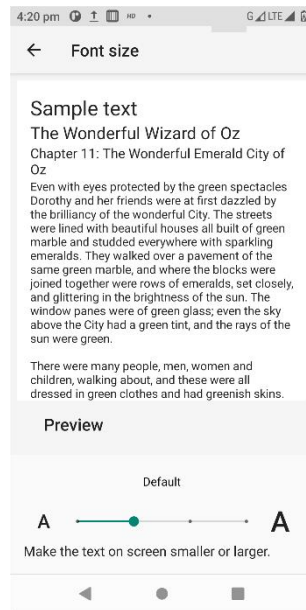 4:20 pm HD G LTE
Font size
Sample text
The Wonderful Wizard of Oz
Chapter 11: The Wonderful Emerald City of
Oz
Even with eyes protected by the green spectacles
Dorothy and her friends were at first dazzled by
the brilliancy of the wonderful City. The streets
were lined with beautiful houses all built of green
marble and studded everywhere with sparkling
emeralds. They walked over a pavement of the
same green marble, and where the blocks were
joined together were rows of emeralds, set closely,
and glittering in the brightness of the sun. The
window panes were of green glass; even the sky
above the City had a green tint, and the rays of the
sun were green.
There were many people, men, women and
children, walking about, and these were all
dressed in green clothes and had greenish skins.
Preview
Default
A A
Make the text on screen smaller or larger.